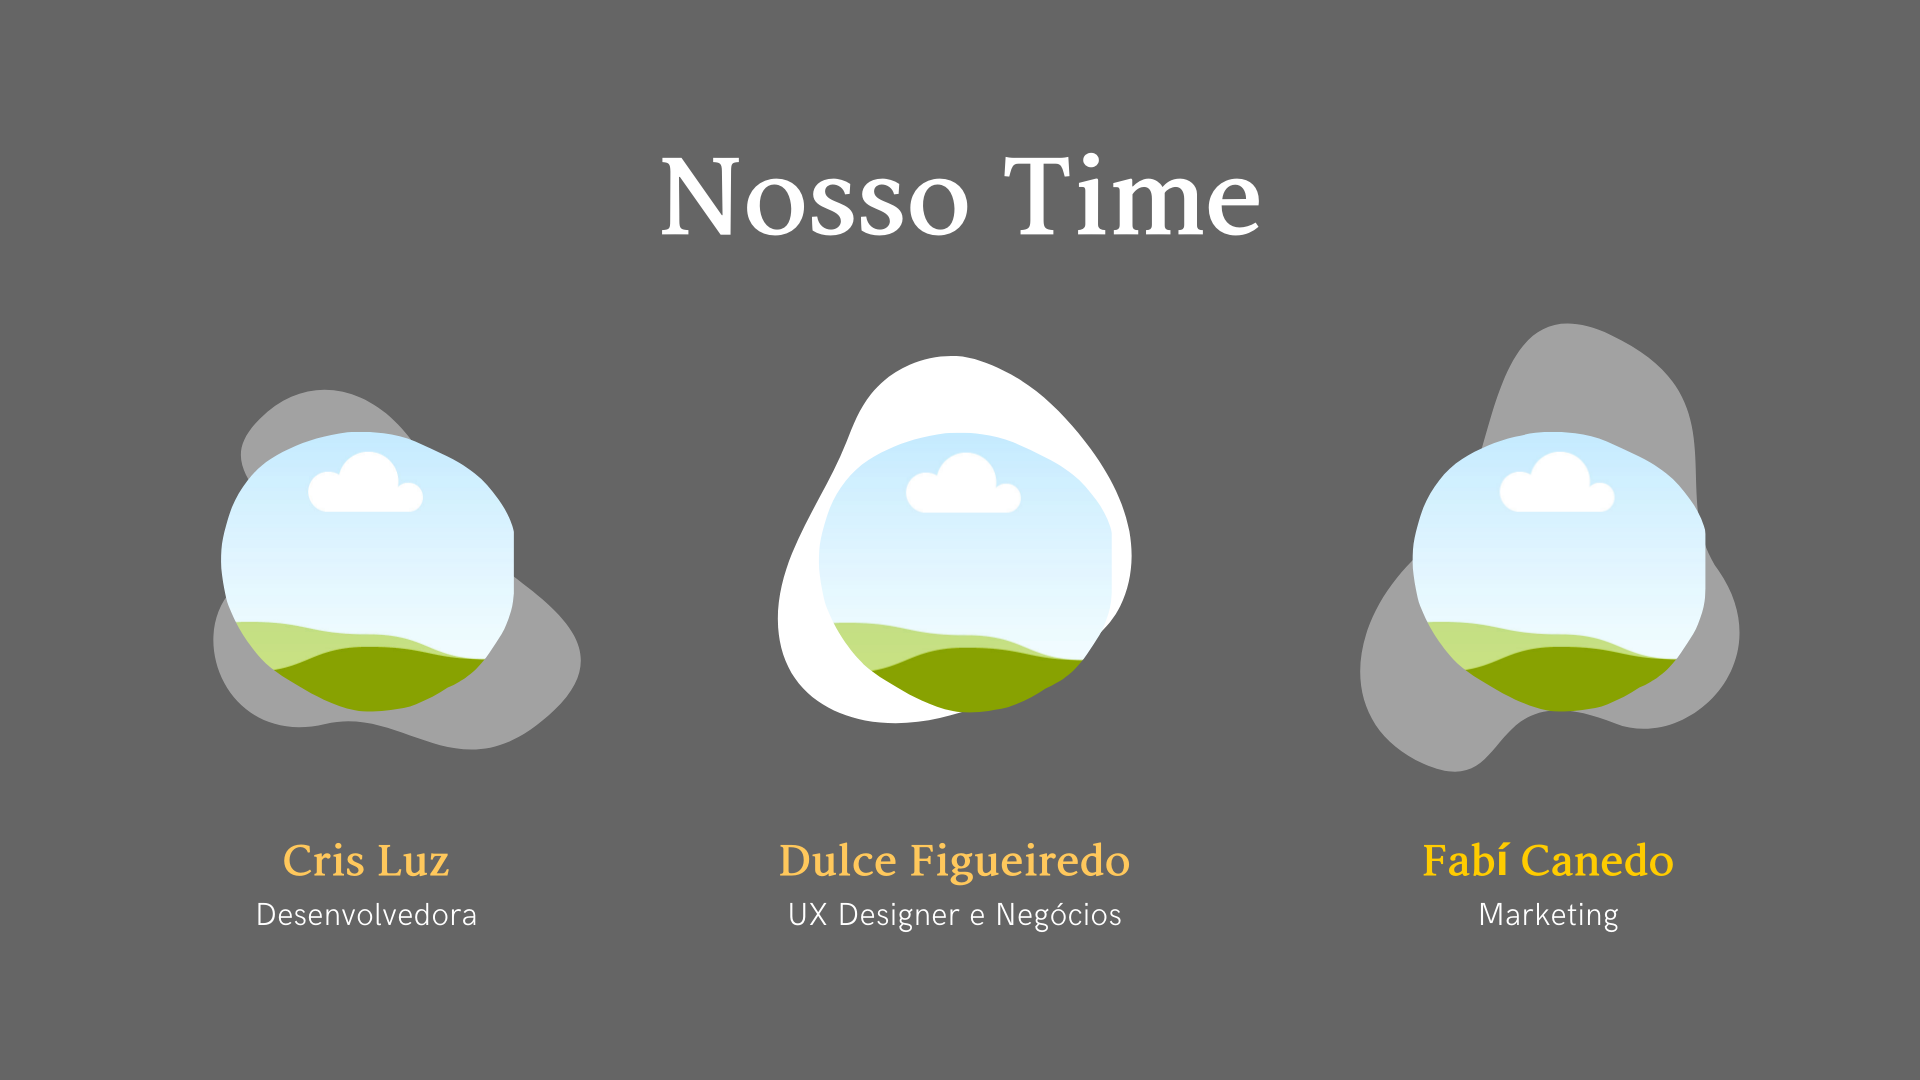 Nosso Time
Cris Luz
Desenvolvedora
Dulce Figueiredo
UX Designer e Negócios
Fabí Canedo
Marketing